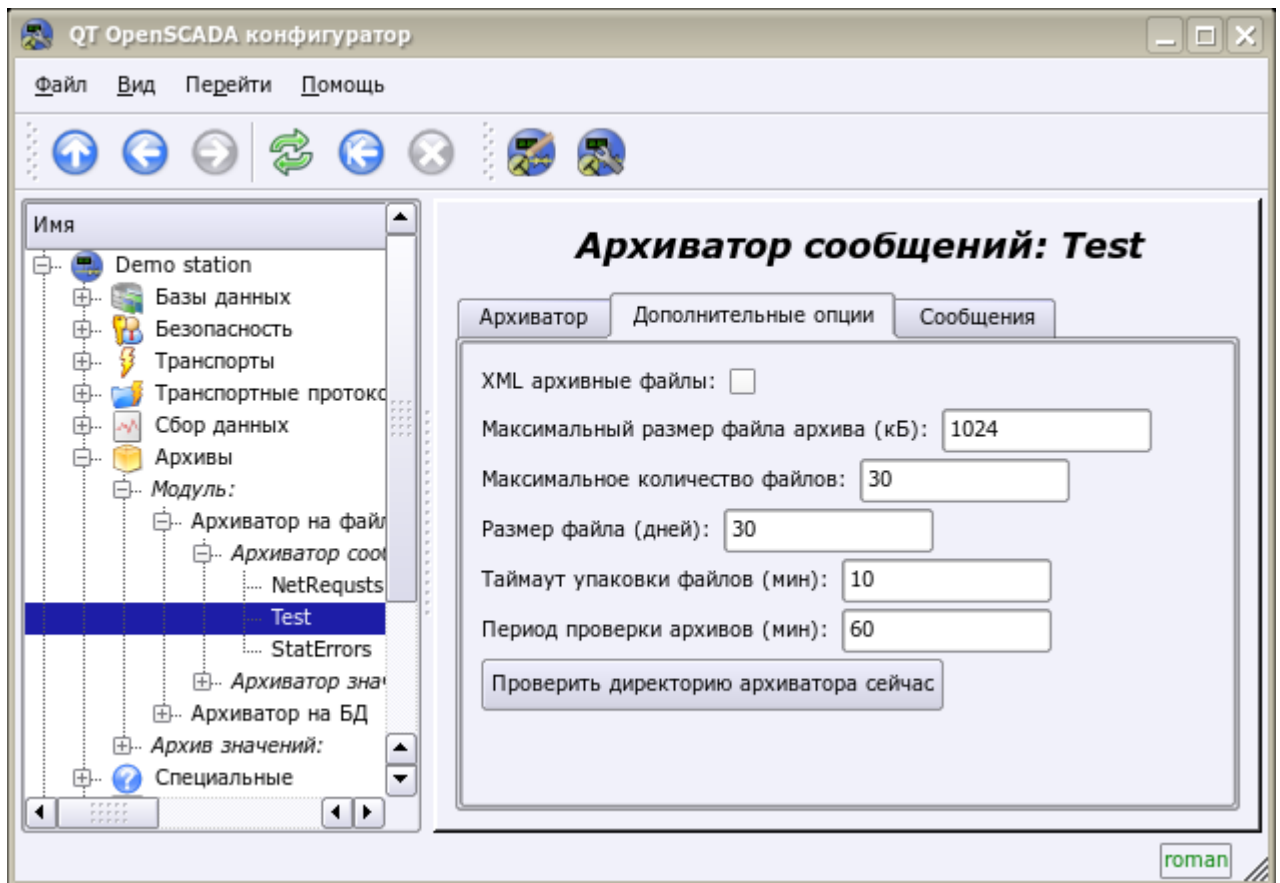 QT OpenSCADA конфигуратор
Файл Вид Перейти Помощь
Имя
Demo station
Базы данных
Безопасность
Транспорты
Транспортные протокс
Сбор данных
Архивы
Модуль:
Архиватор на файл
Архиватор сооб
NetRequsts
Test
StatErrors
Архиватор знач
Архиватор на БД
Архив значений:
Специальные
Архиватор сообщений: Test
Архиватор Дополнительные опции Сообщения
XML архивные файлы:
Максимальный размер файла архива (кБ): 1024
Максимальное количество файлов: 30
Размер файла (дней): 30
Таймаут упаковки файлов (мин): 10
Период проверки архивов (мин): 60
Проверить директорию архиватора сейчас
roman